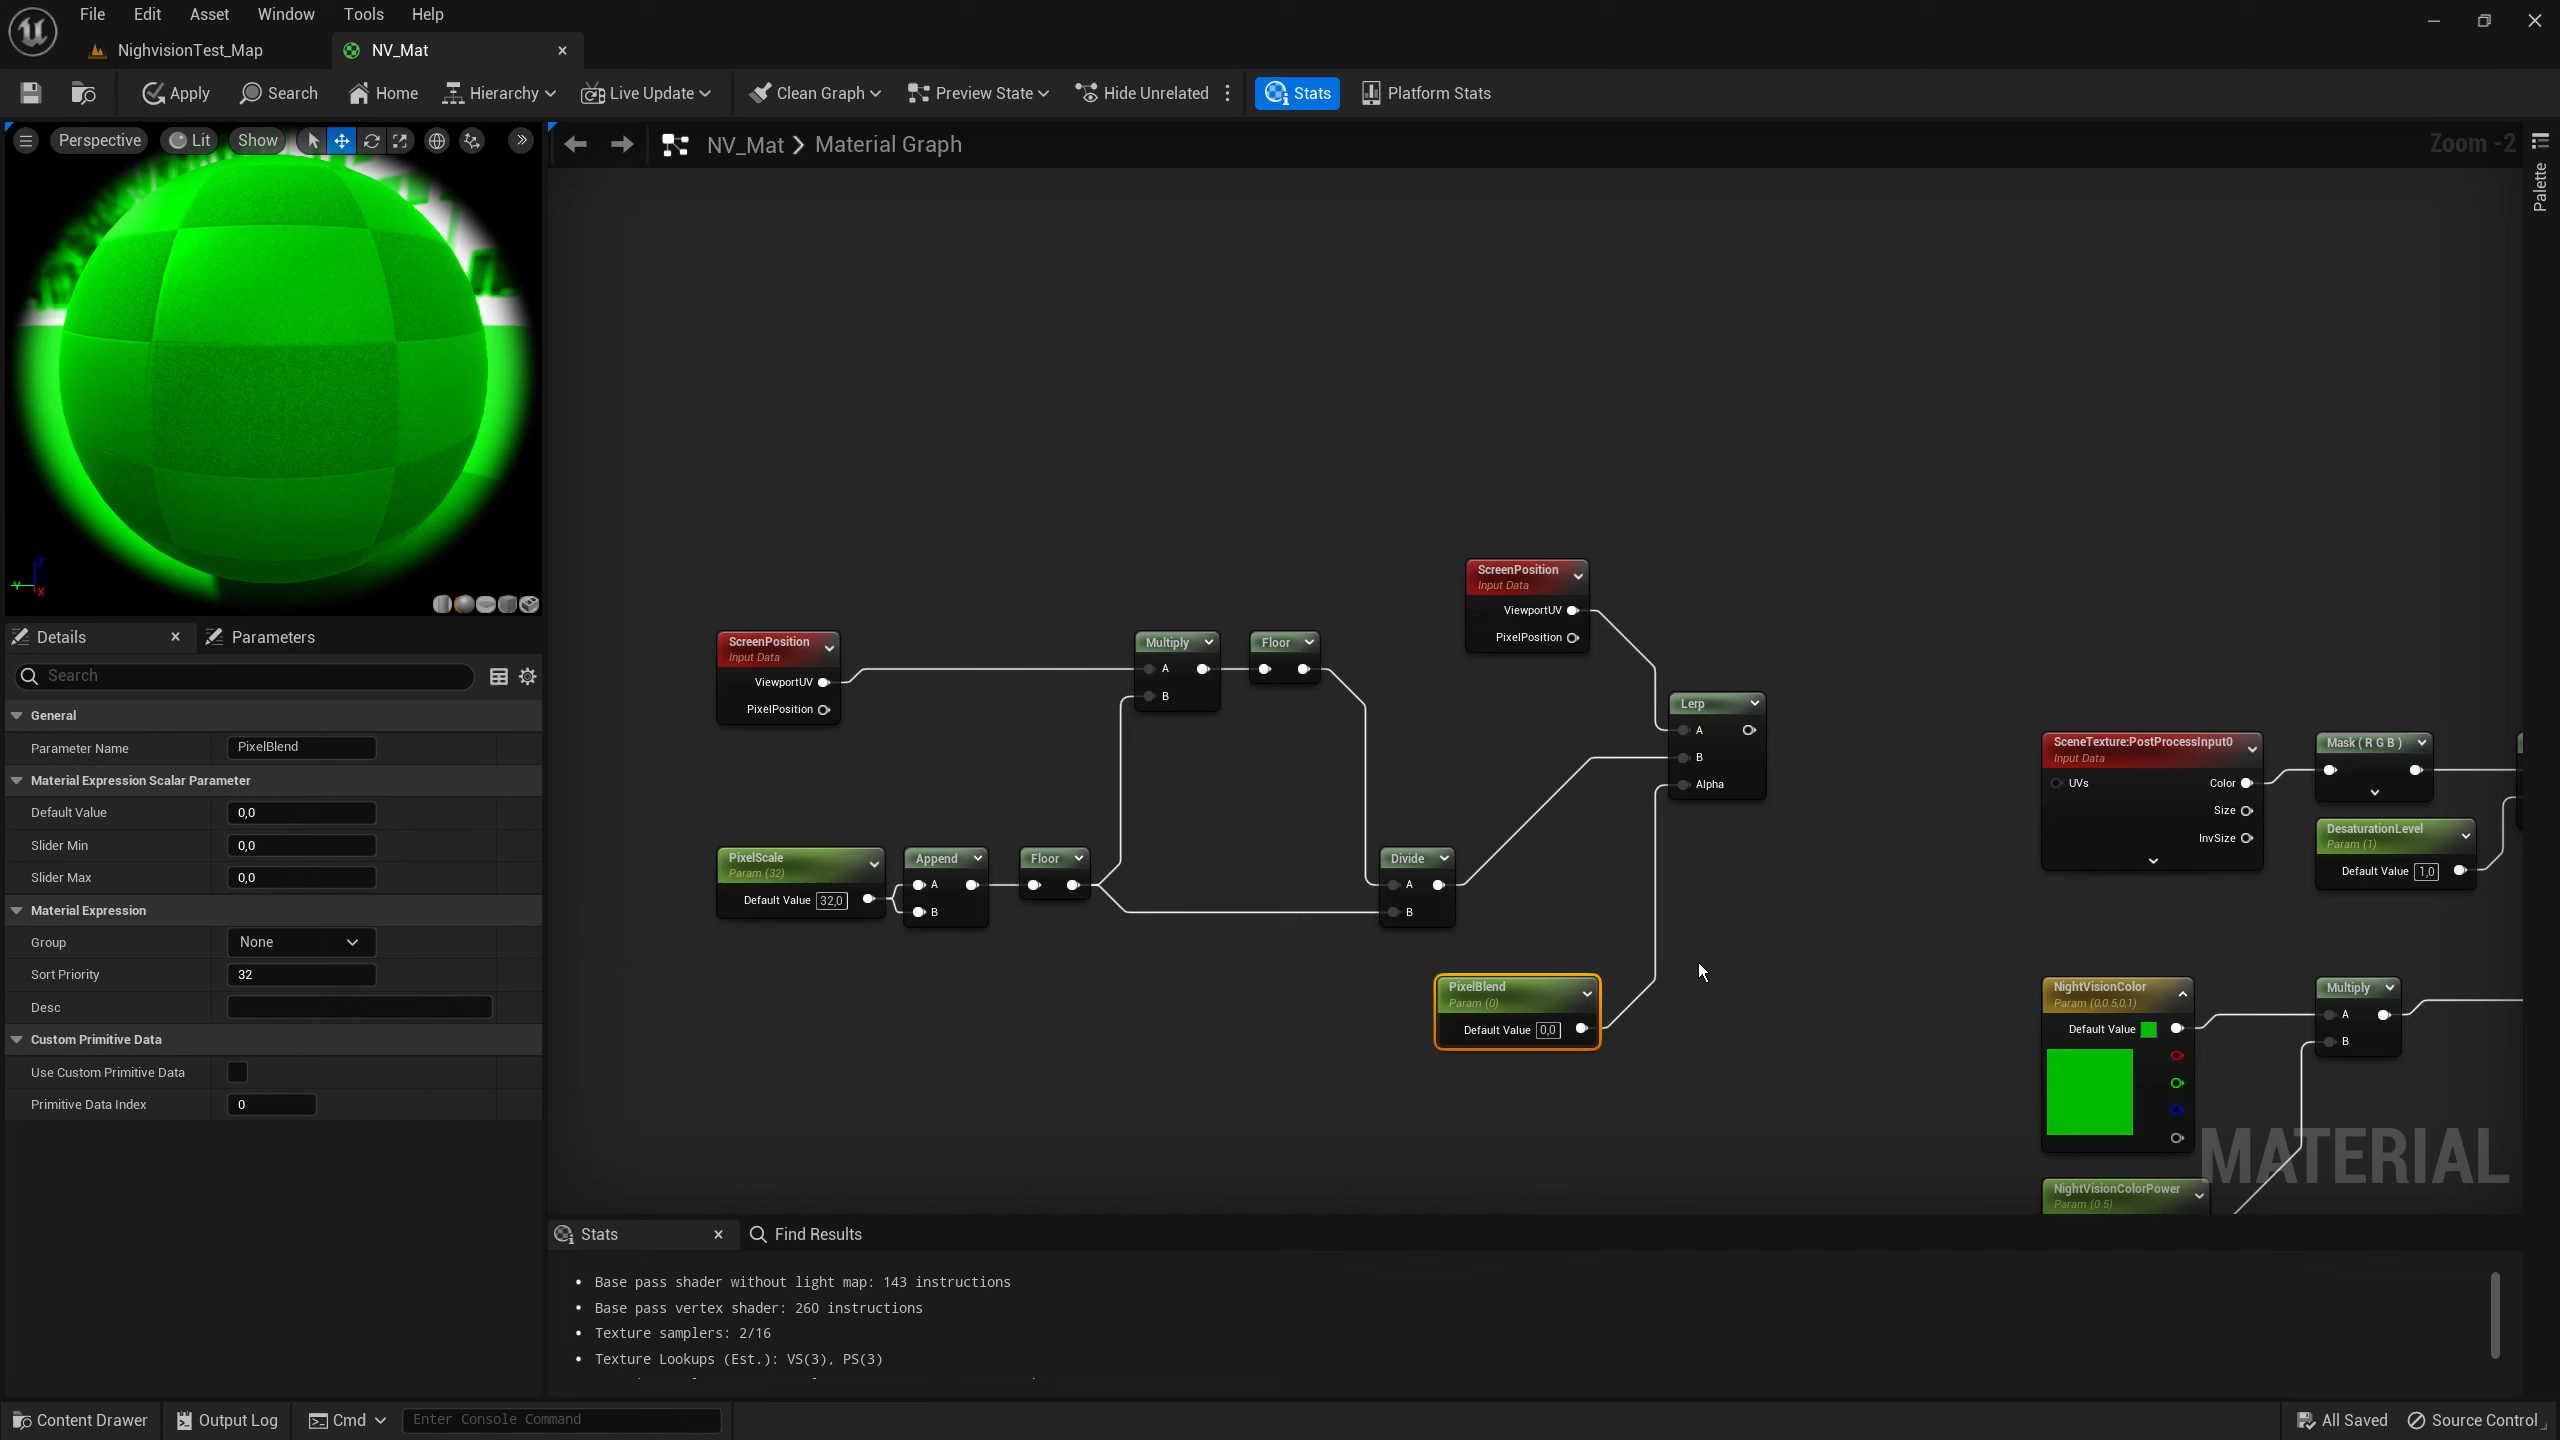 File Edit Asset Window Tools Help
NighvisionTest_Map NV_Mat
Apply Search Home Hierarchy Live Update Clean Graph Preview State Hide Unrelated Stats Platform Stats
Perspective Lit Show
NV_Mat > Material Graph
Zoom -2
Palette
Z
Y
X
Details Parameters
Search
General
Parameter Name PixelBlend
Material Expression Scalar Parameter
Default Value 0,0
Slider Min 0,0
Slider Max 0,0
Material Expression
Group None
Sort Priority 32
Desc
Custom Primitive Data
Use Custom Primitive Data
Primitive Data Index 0
ScreenPosition
Input Data
ViewportUV
PixelPosition
Multiply
A
B
Floor
ScreenPosition
Input Data
ViewportUV
PixelPosition
Lerp
A
B
Alpha
PixelScale
Param (32)
Default Value 32,0
Append
A
B
Floor
Divide
A
B
PixelBlend
Param (0)
Default Value 0,0
SceneTexture:PostProcessInput0
Input Data
UVs Color
Size
InvSize
Mask ( R G B )
DesaturationLevel
Param (1)
Default Value 1,0
NightVisionColor
Param (0,0.5,0,1)
Default Value
Multiply
A
B
NightVisionColorPower
Param (0.5)
MATERIAL
Stats Find Results
• Base pass shader without light map: 143 instructions
• Base pass vertex shader: 260 instructions
• Texture samplers: 2/16
• Texture Lookups (Est.): VS(3), PS(3)
Content Drawer Output Log Cmd Enter Console Command All Saved Source Control